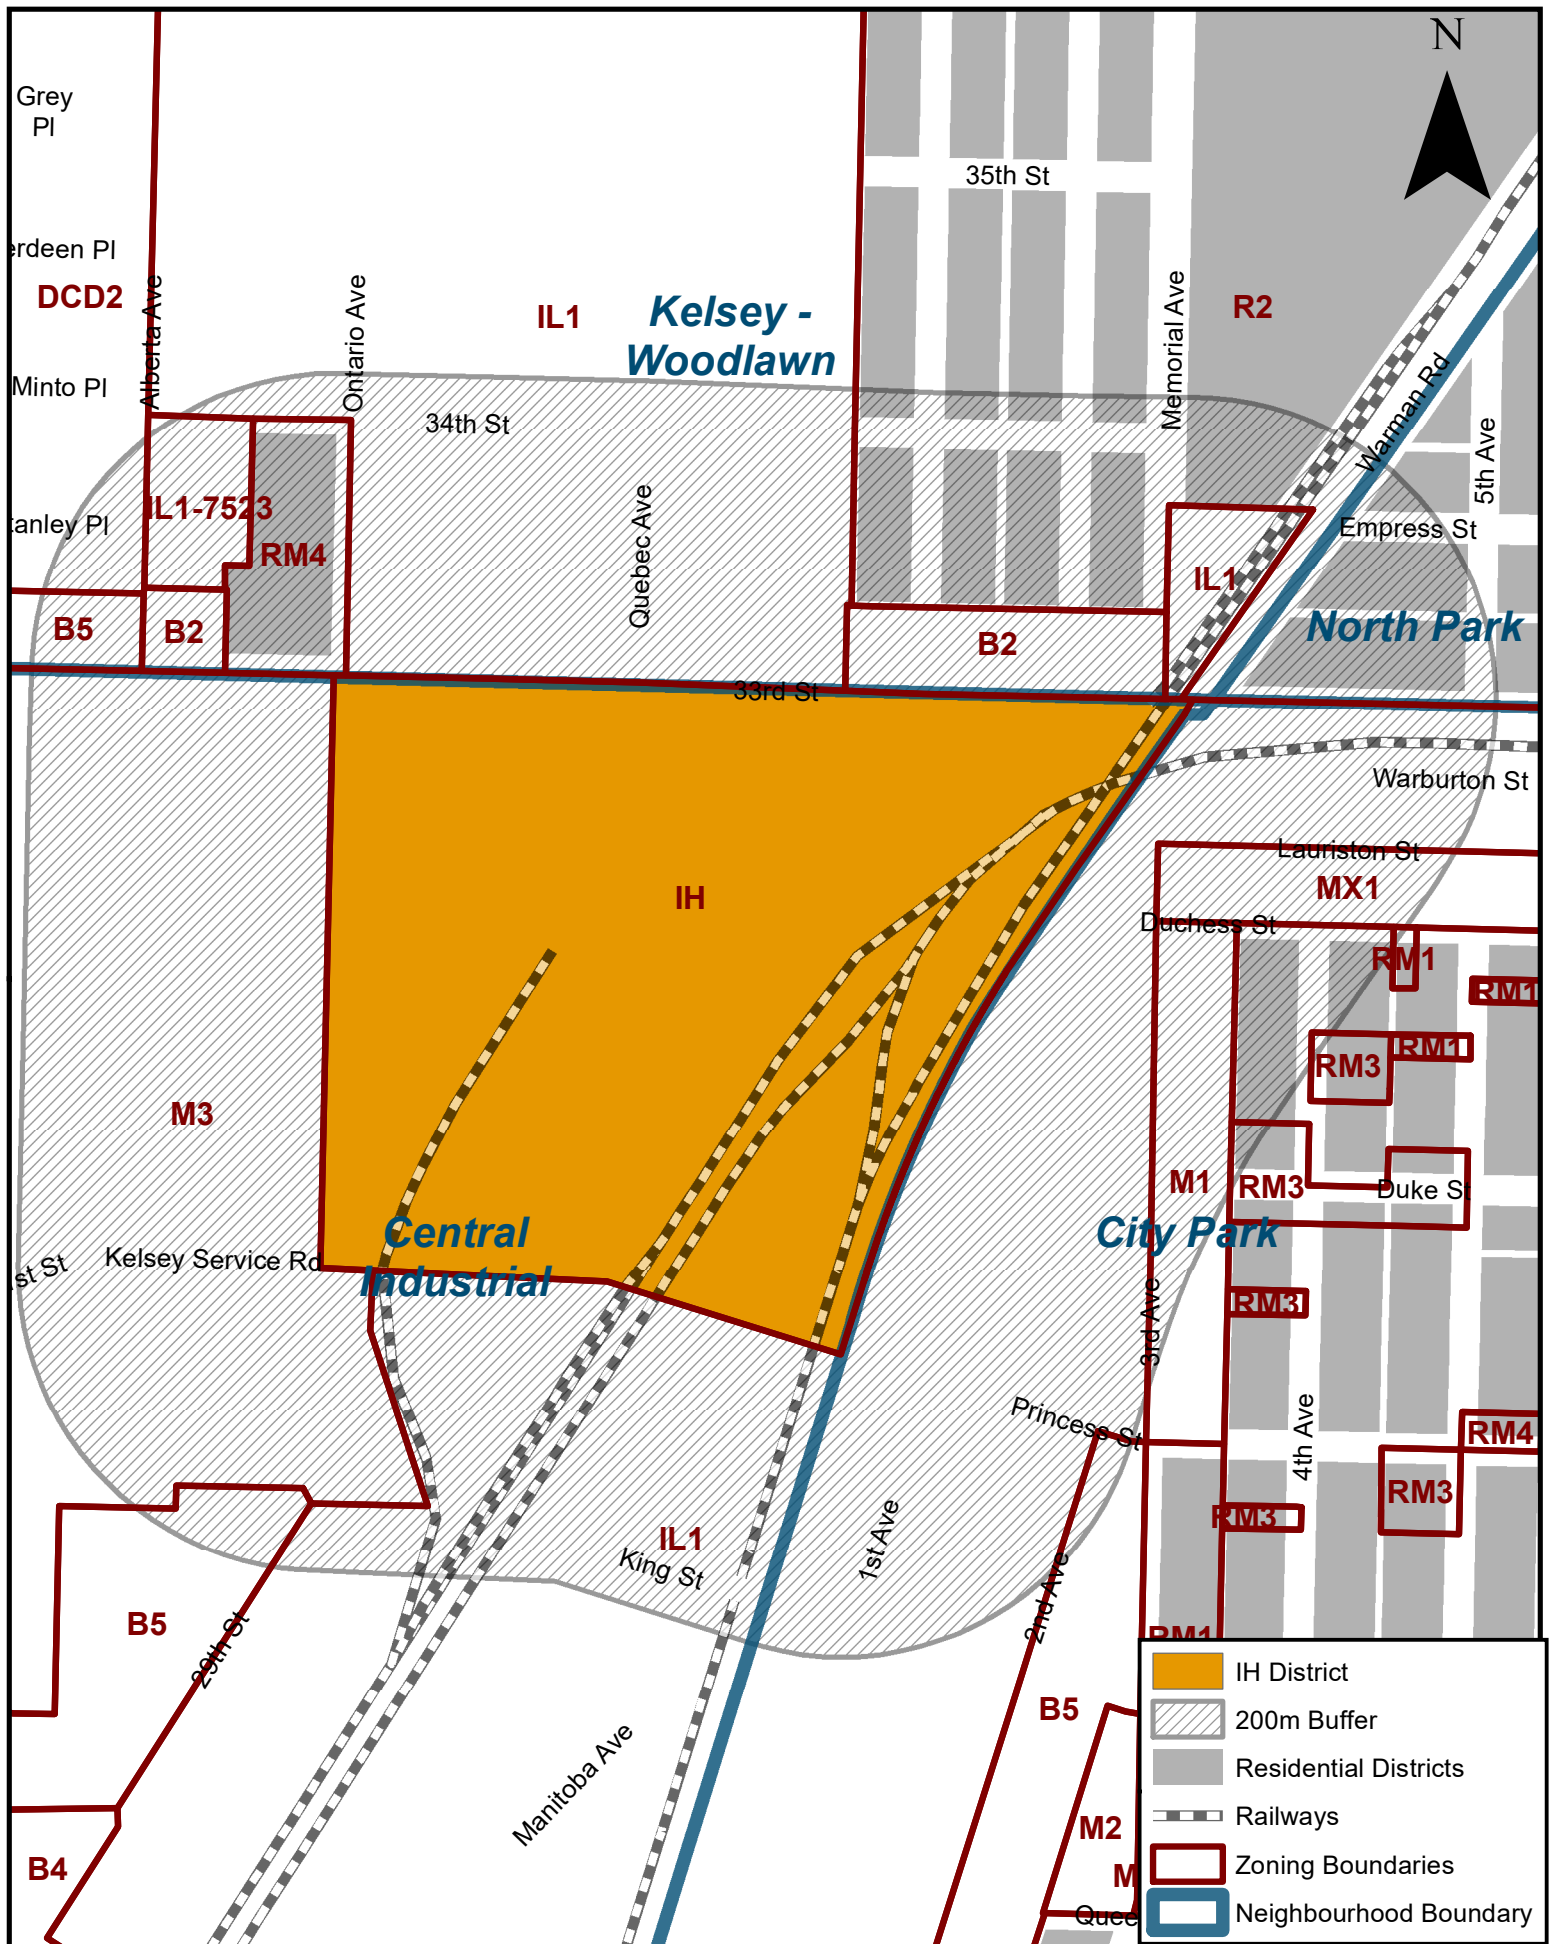 N
Grey
Pl
35th St
erdeen Pl
DCD2
Alberta Ave
Ontario Ave
IL1
Kelsey -
Woodlawn
Memorial Ave
R2
Warman Rd
Minto Pl
34th St
5th Ave
IL1-7523
tanley Pl
RM4
Quebec Ave
Empress St
IL1
B5
B2
B2
North Park
33rd St
Warburton St
Lauriston St
MX1
IH
Duchess St
RM1
RM1
RM1
RM3
M3
M1
RM3
Duke St
Central
Industrial
City Park
Kelsey Service Rd
1st St
RM3
3rd Ave
Princess St
4th Ave
RM4
RM3
RM3
IL1
King St
1st Ave
2nd Ave
B5
29th St
RM1
B5
Manitoba Ave
M2
M
B4
Quee
IH District
200m Buffer
Residential Districts
Railways
Zoning Boundaries
Neighbourhood Boundary